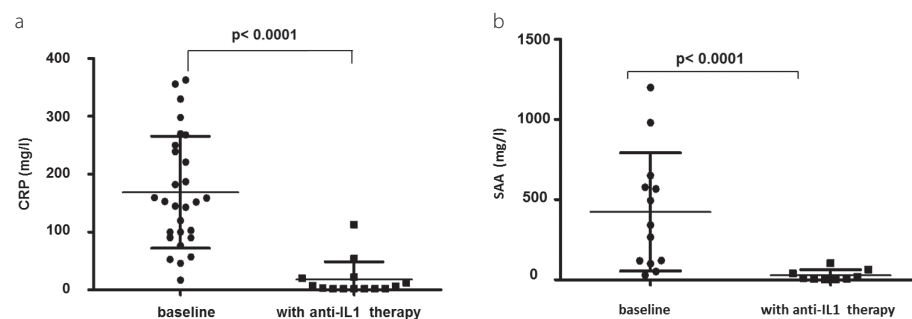 a
p< 0.0001
400
300
200
100
0
CRP (mg/l)
baseline with anti-IL1 therapy
b
p< 0.0001
1500
1000
500
0
SAA (mg/l)
baseline with anti-IL1 therapy